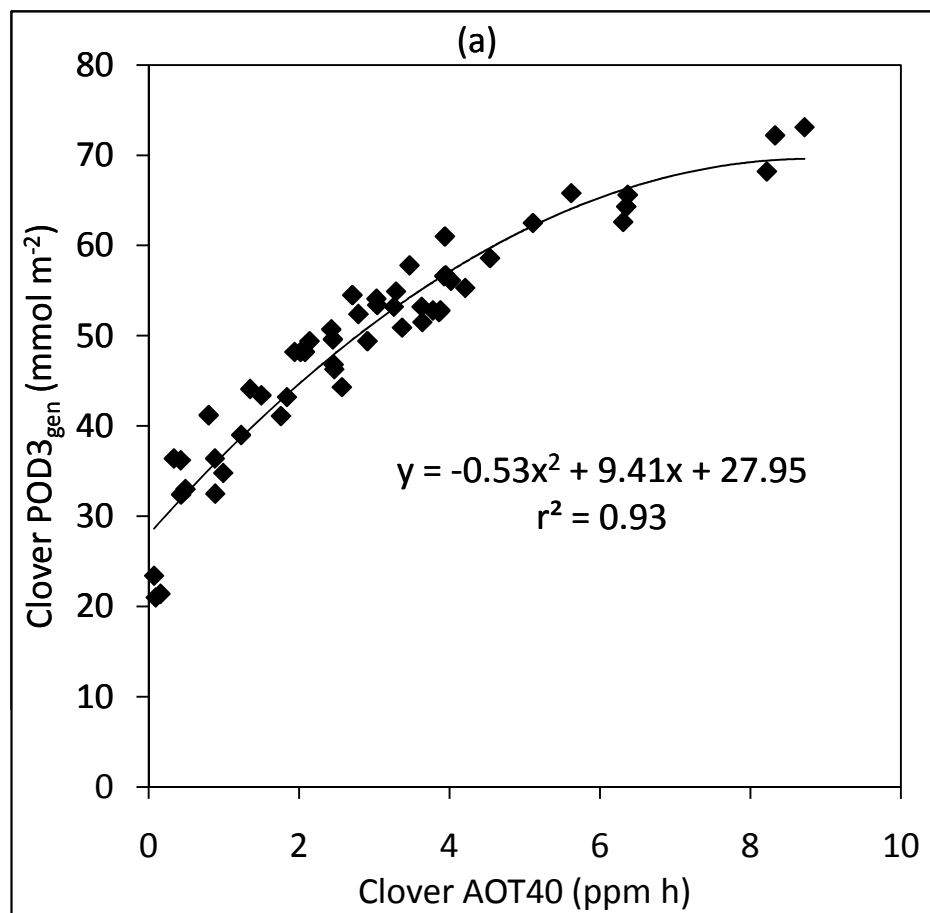 (a)
80
70
60
50
40
30
20
10
0
Clover POD3gen (mmol m-2)
y = -0.53x2 + 9.41x + 27.95
r² = 0.93
0 2 4 6 8 10
Clover AOT40 (ppm h)